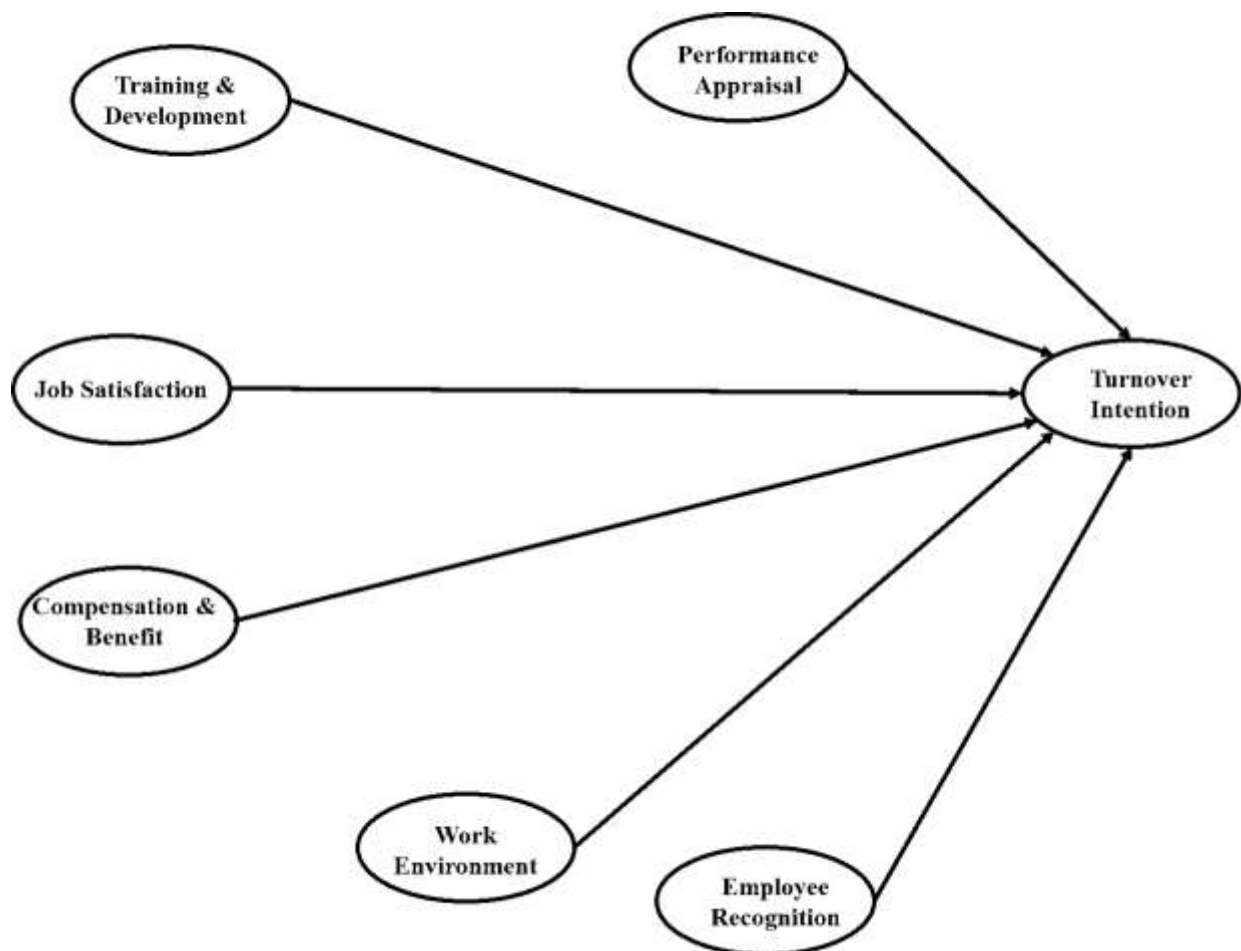 Performance
Appraisal
Training &
Development
Job Satisfaction
Turnover
Intention
Compensation &
Benefit
Work
Environment
Employee
Recognition